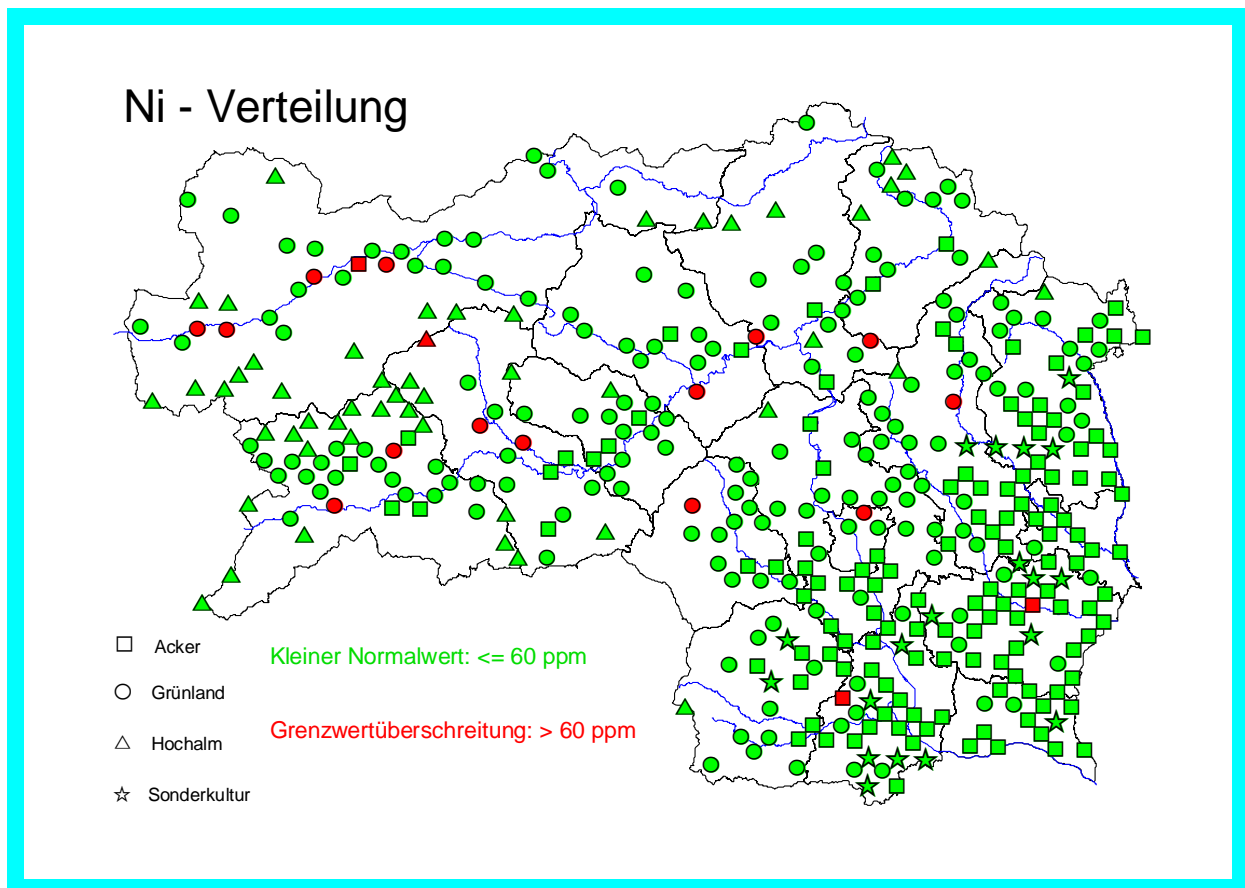 Ni - Verteilung
Acker
Kleiner Normalwert: <= 60 ppm
Grünland
Grenzwertüberschreitung: > 60 ppm
Hochalm
Sonderkultur